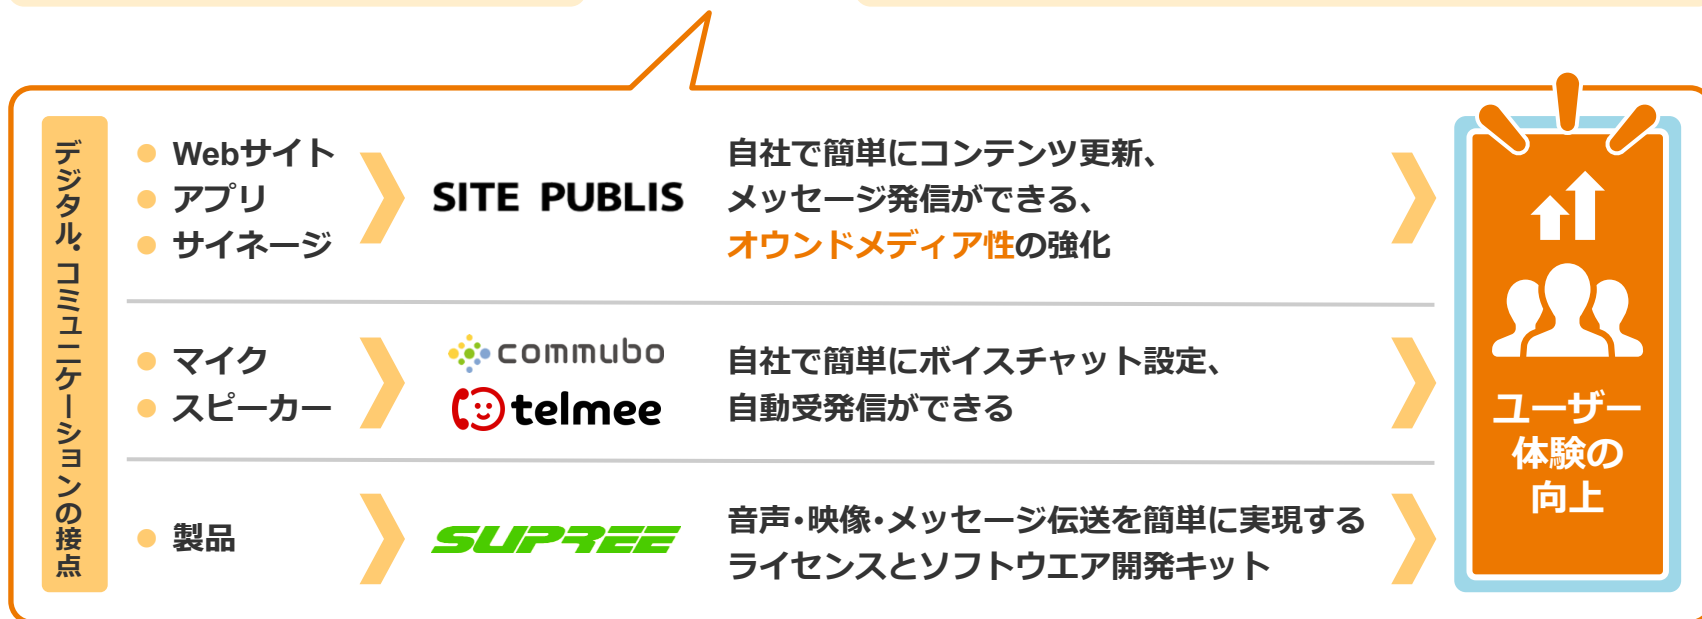 デジタル・コミュニケーションの接点
Webサイト
アプリ
サイネージ
SITE PUBLIS
自社で簡単にコンテンツ更新、
メッセージ発信ができる、
オウンドメディア性の強化
マイク
スピーカー
commubo
telmee
自社で簡単にボイスチャット設定、
自動受発信ができる
製品
SUPREE
音声・映像・メッセージ伝送を簡単に実現する
ライセンスとソフトウエア開発キット
ユーザー
体験の
向上